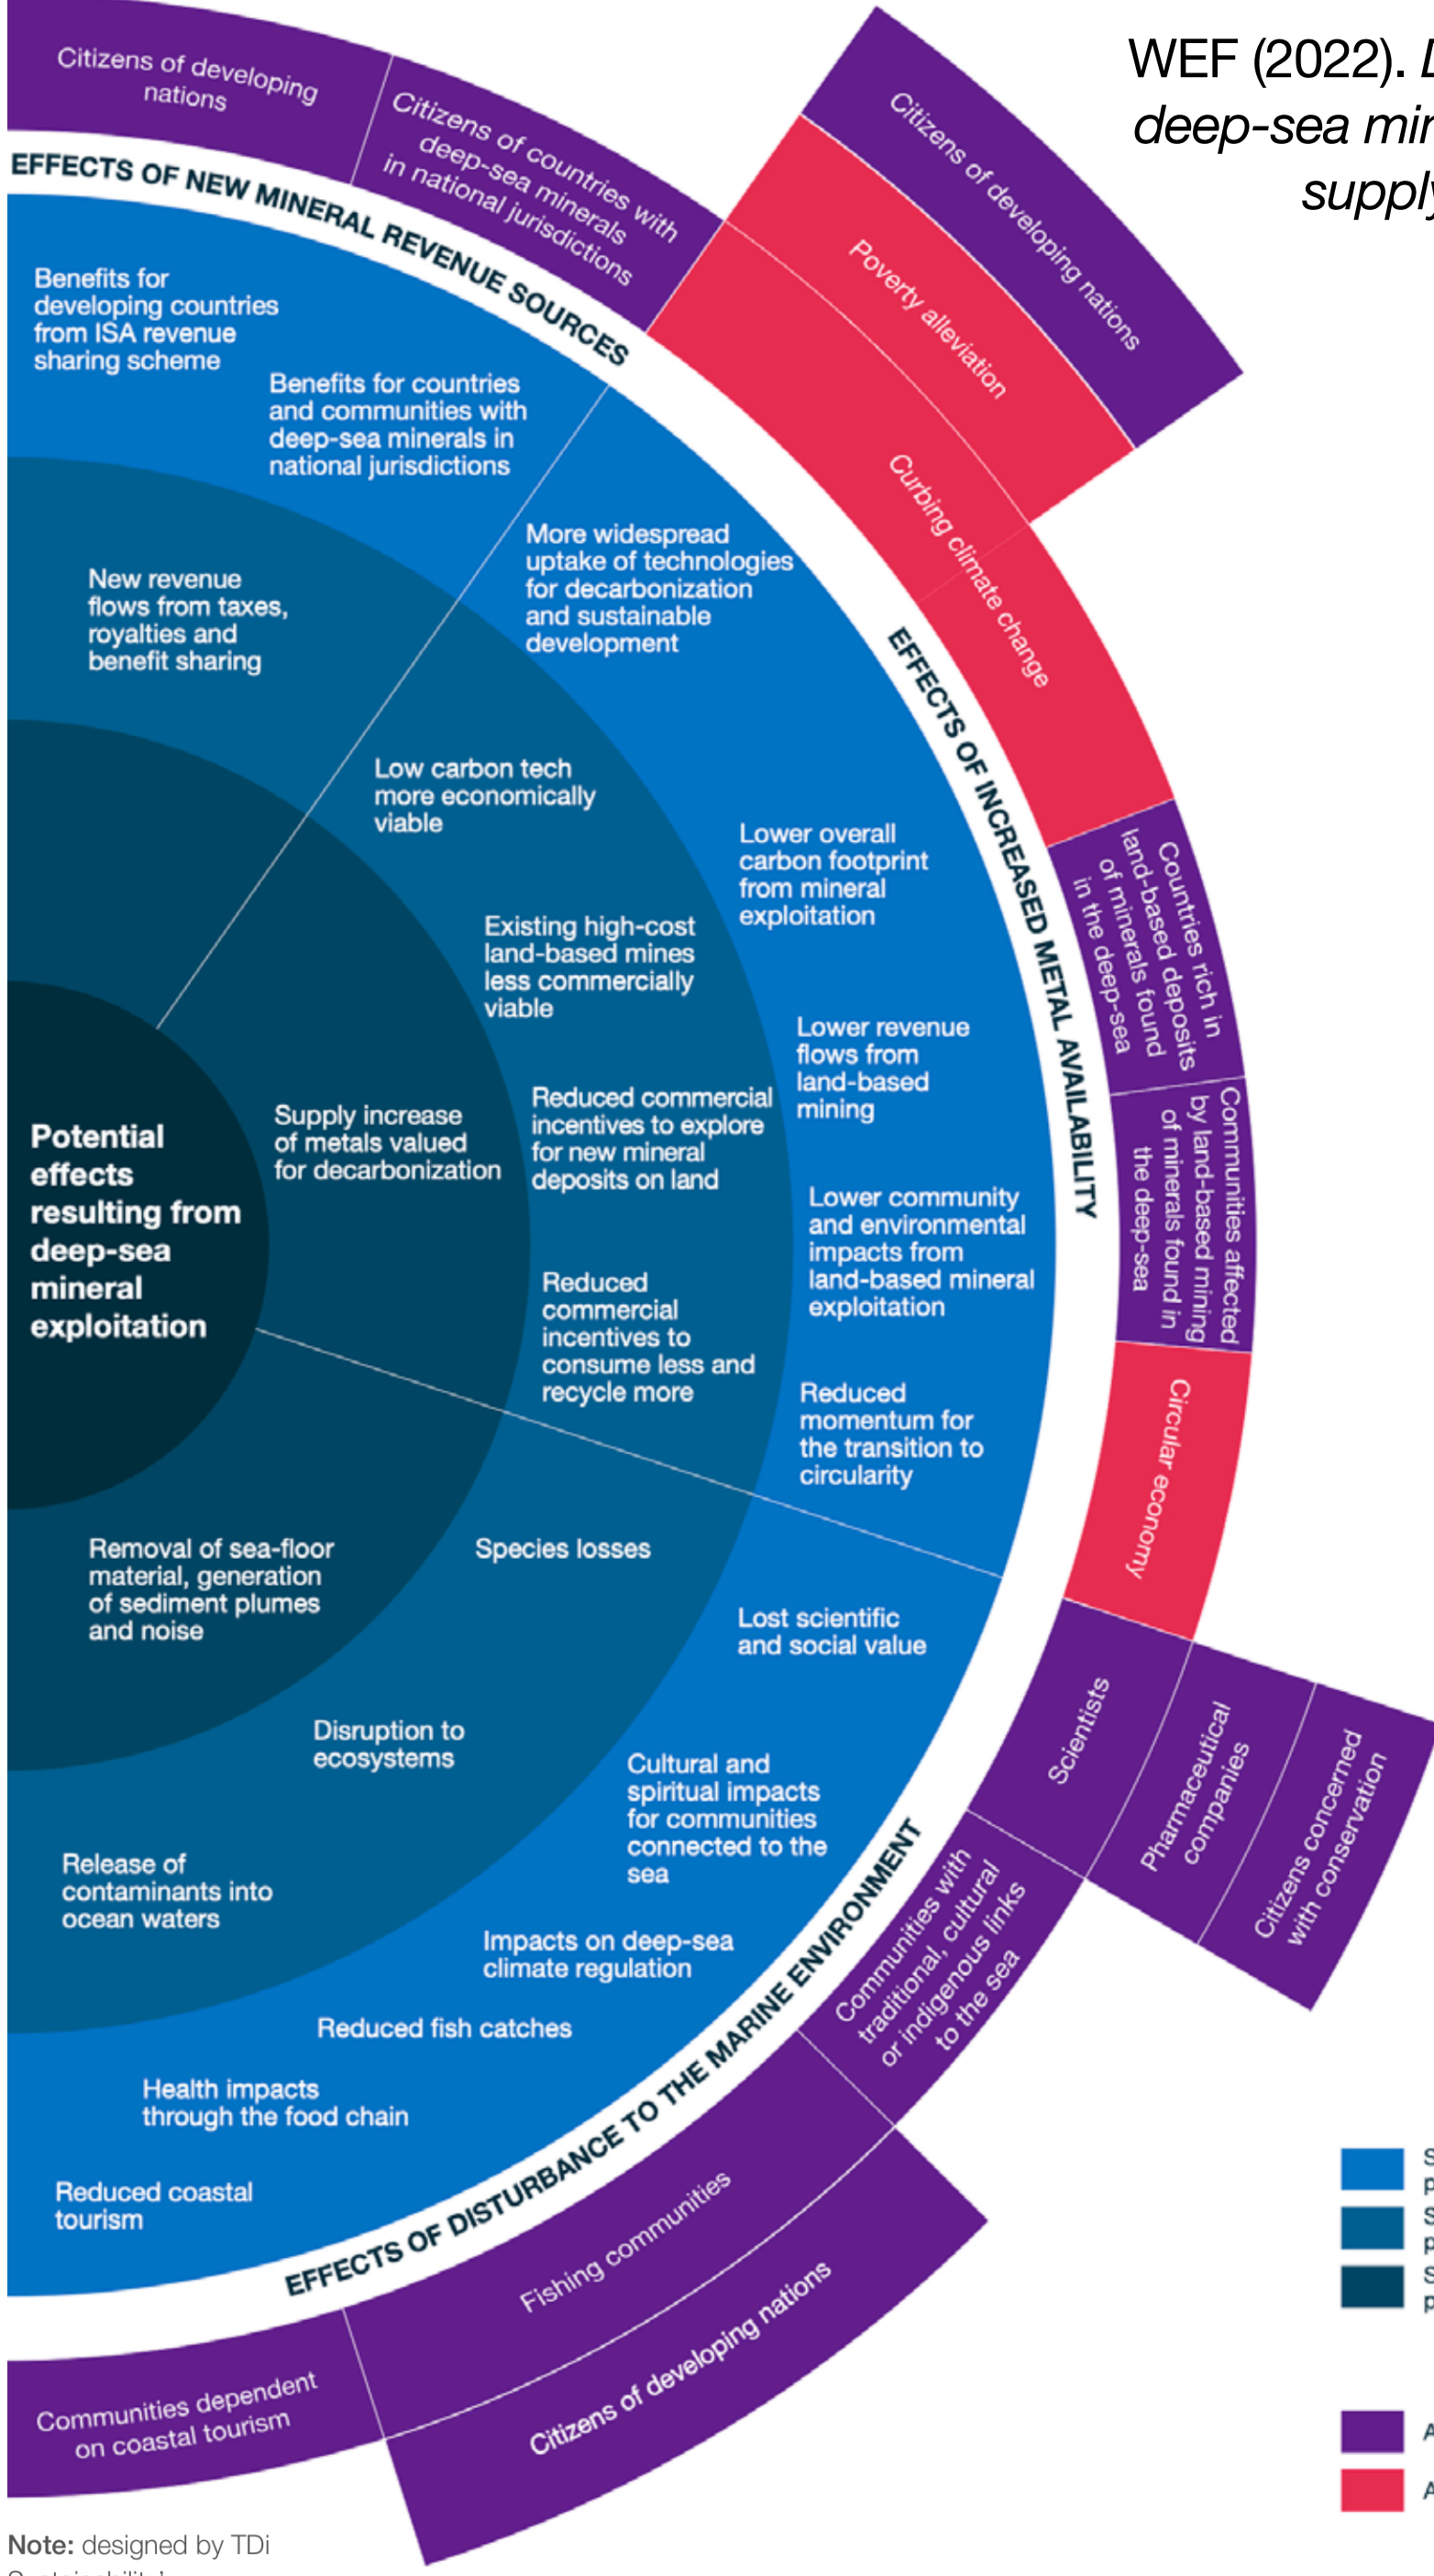 WEF (2022).
deep-sea
supply
Citizens of developing
nations
Citizens of countries with
deep-sea minerals
in national jurisdictions
EFFECTS OF NEW MINERAL REVENUE SOURCES
Citizens of developing nations
Poverty alleviation
Curbing climate change
Benefits for
developing countries
from ISA revenue
sharing scheme
Benefits for countries
and communities with
deep-sea minerals in
national jurisdictions
New revenue
flows from taxes,
royalties and
benefit sharing
More widespread
uptake of technologies
for decarbonization
and sustainable
development
Low carbon tech
more economically
viable
Lower overall
carbon footprint
from mineral
exploitation
Existing high-cost
land-based mines
less commercially
viable
Lower revenue
flows from
land-based
mining
EFFECTS OF INCREASED METAL AVAILABILITY
Countries rich in
land-based deposits
of minerals found
in the deep-sea
Communities affected
by land-based mining
of minerals found in
the deep-sea
Potential
effects
resulting from
deep-sea
mineral
exploitation
Supply increase
of metals valued
for decarbonization
Reduced commercial
incentives to explore
for new mineral
deposits on land
Lower community
and environmental
impacts from
land-based mineral
exploitation
Reduced
commercial
incentives to
consume less and
recycle more
Reduced
momentum for
the transition to
circularity
Circular economy
Removal of sea-floor
material, generation
of sediment plumes
and noise
Species losses
Lost scientific
and social value
Scientists
Pharmaceutical
companies
Citizens concerned
with conservation
Disruption to
ecosystems
Cultural and
spiritual impacts
for communities
connected to the
sea
Release of
contaminants into
ocean waters
Impacts on deep-sea
climate regulation
Reduced fish catches
Health impacts
through the food chain
Reduced coastal
tourism
EFFECTS OF DISTURBANCE TO THE MARINE ENVIRONMENT
Communities with
traditional, cultural
or indigenous links
to the sea
Fishing communities
Citizens of developing nations
Communities dependent
on coastal tourism
Note: designed by TDi